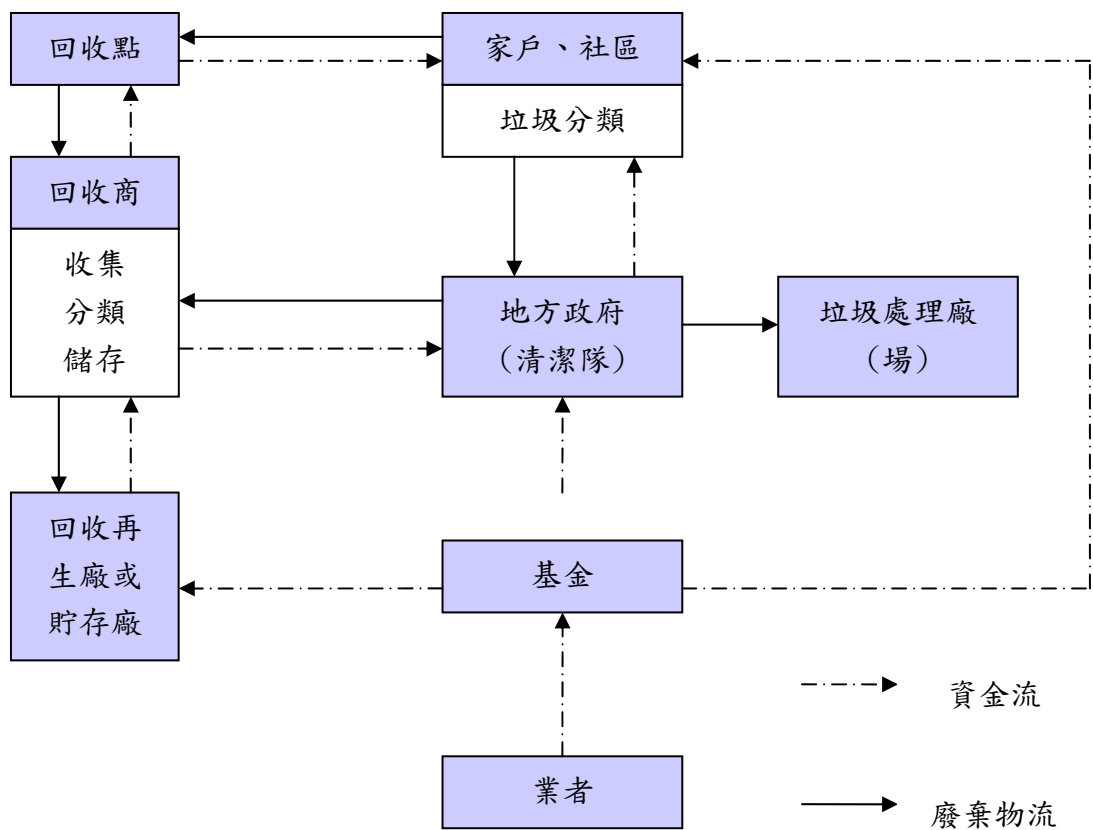 回收點
家戶、社區
垃圾分類
回收商
收集
分類
儲存
地方政府
（清潔隊）
垃圾處理廠
（場）
回收再
生廠或
貯存廠
基金
業者
資金流
廢棄物流